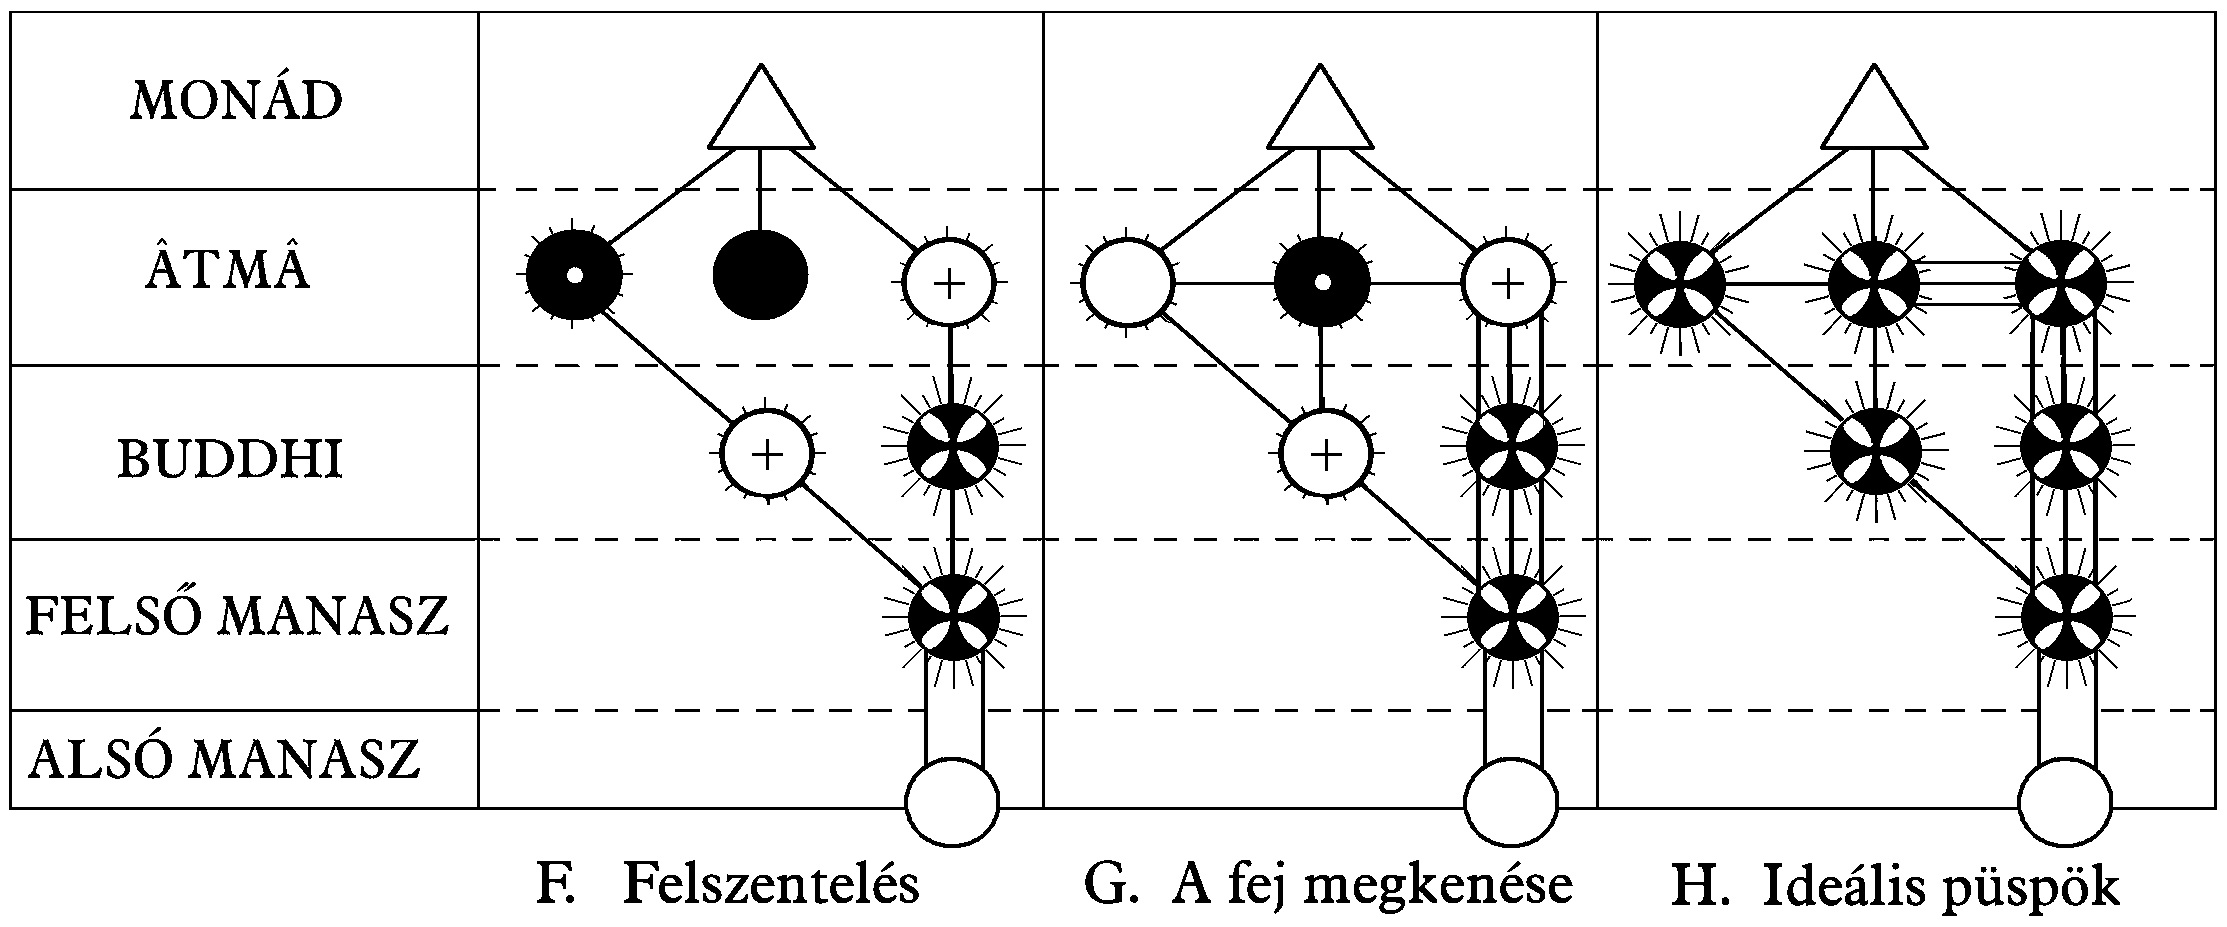 MONÁD
ÂTMÂ
BUDDHI
FELSŐ MANASZ
ALSÓ MANASZ
F. Felszentelés
G. A fej megkenése
H. Ideális püspök